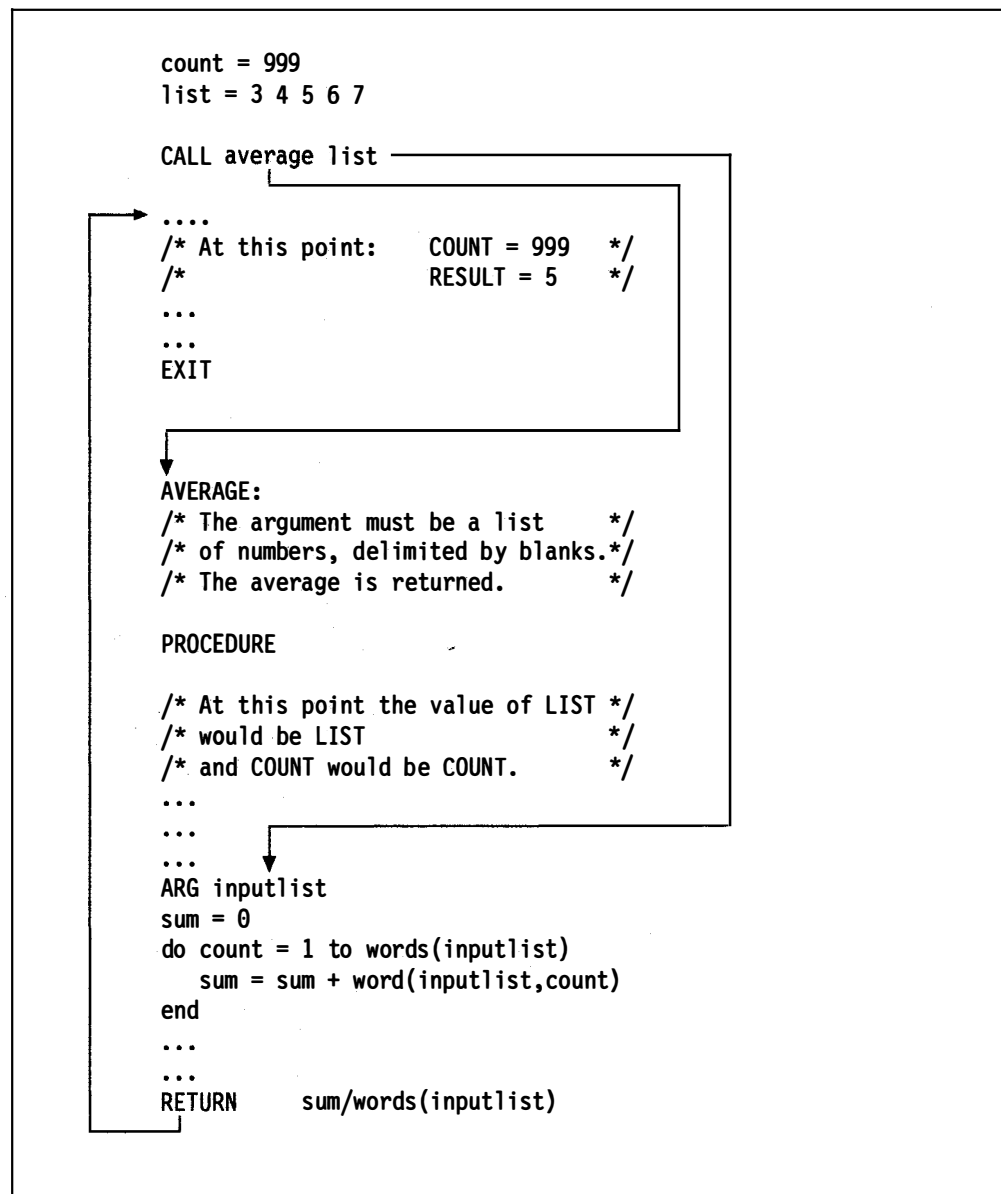 count = 999
list = 3 4 5 6 7
CALL average list
....
/* At this point:    COUNT = 999   */
/*                   RESULT = 5    */
...
...
EXIT
AVERAGE:
/* The argument must be a list     */
/* of numbers, delimited by blanks.*/
/* The average is returned.        */
PROCEDURE
/* At this point the value of LIST */
/* would be LIST                   */
/* and COUNT would be COUNT.       */
...
...
...
ARG inputlist
sum = 0
do count = 1 to words(inputlist)
   sum = sum + word(inputlist,count)
end
...
...
RETURN    sum/words(inputlist)